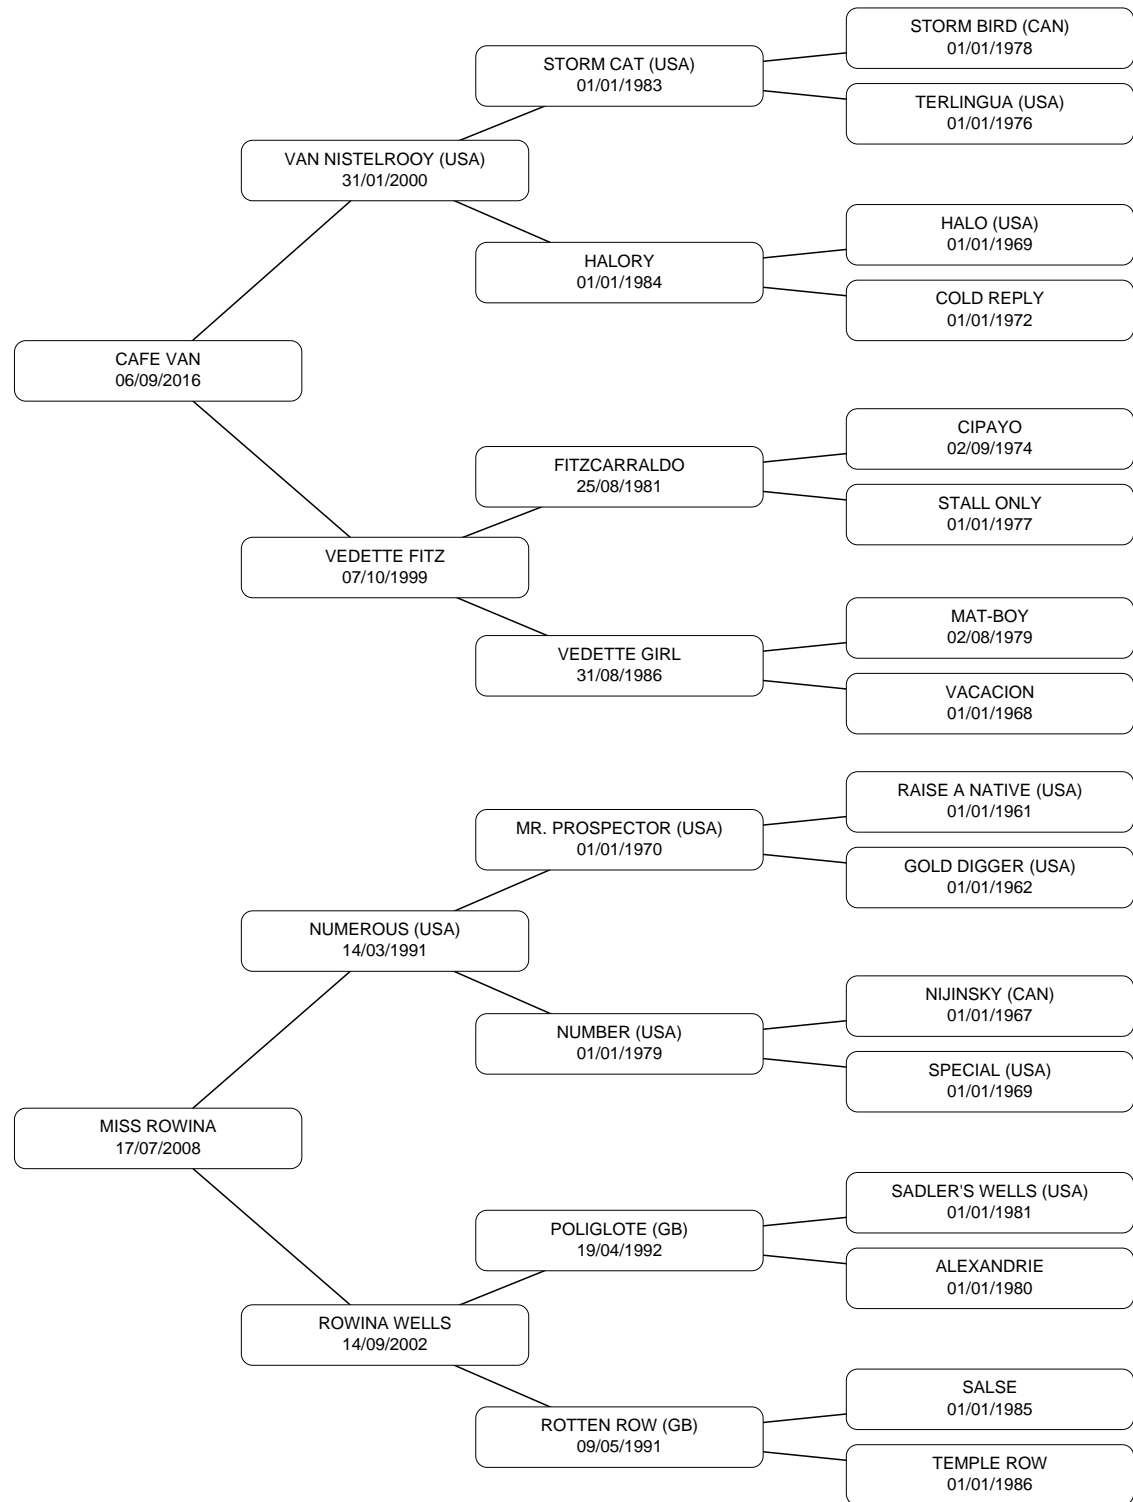 STORM BIRD (CAN)
01/01/1978
STORM CAT (USA)
01/01/1983
TERLINGUA (USA)
01/01/1976
VAN NISTELROOY (USA)
31/01/2000
HALO (USA)
01/01/1969
HALORY
01/01/1984
COLD REPLY
01/01/1972
CAFE VAN
06/09/2016
CIPAYO
02/09/1974
FITZCARRALDO
25/08/1981
STALL ONLY
01/01/1977
VEDETTE FITZ
07/10/1999
MAT-BOY
02/08/1979
VEDETTE GIRL
31/08/1986
VACACION
01/01/1968
RAISE A NATIVE (USA)
01/01/1961
MR. PROSPECTOR (USA)
01/01/1970
GOLD DIGGER (USA)
01/01/1962
NUMEROUS (USA)
14/03/1991
NIJINSKY (CAN)
01/01/1967
NUMBER (USA)
01/01/1979
SPECIAL (USA)
01/01/1969
MISS ROWINA
17/07/2008
SADLER'S WELLS (USA)
01/01/1981
POLIGLOTE (GB)
19/04/1992
ALEXANDRIE
01/01/1980
ROWINA WELLS
14/09/2002
SALSE
01/01/1985
ROTTEN ROW (GB)
09/05/1991
TEMPLE ROW
01/01/1986